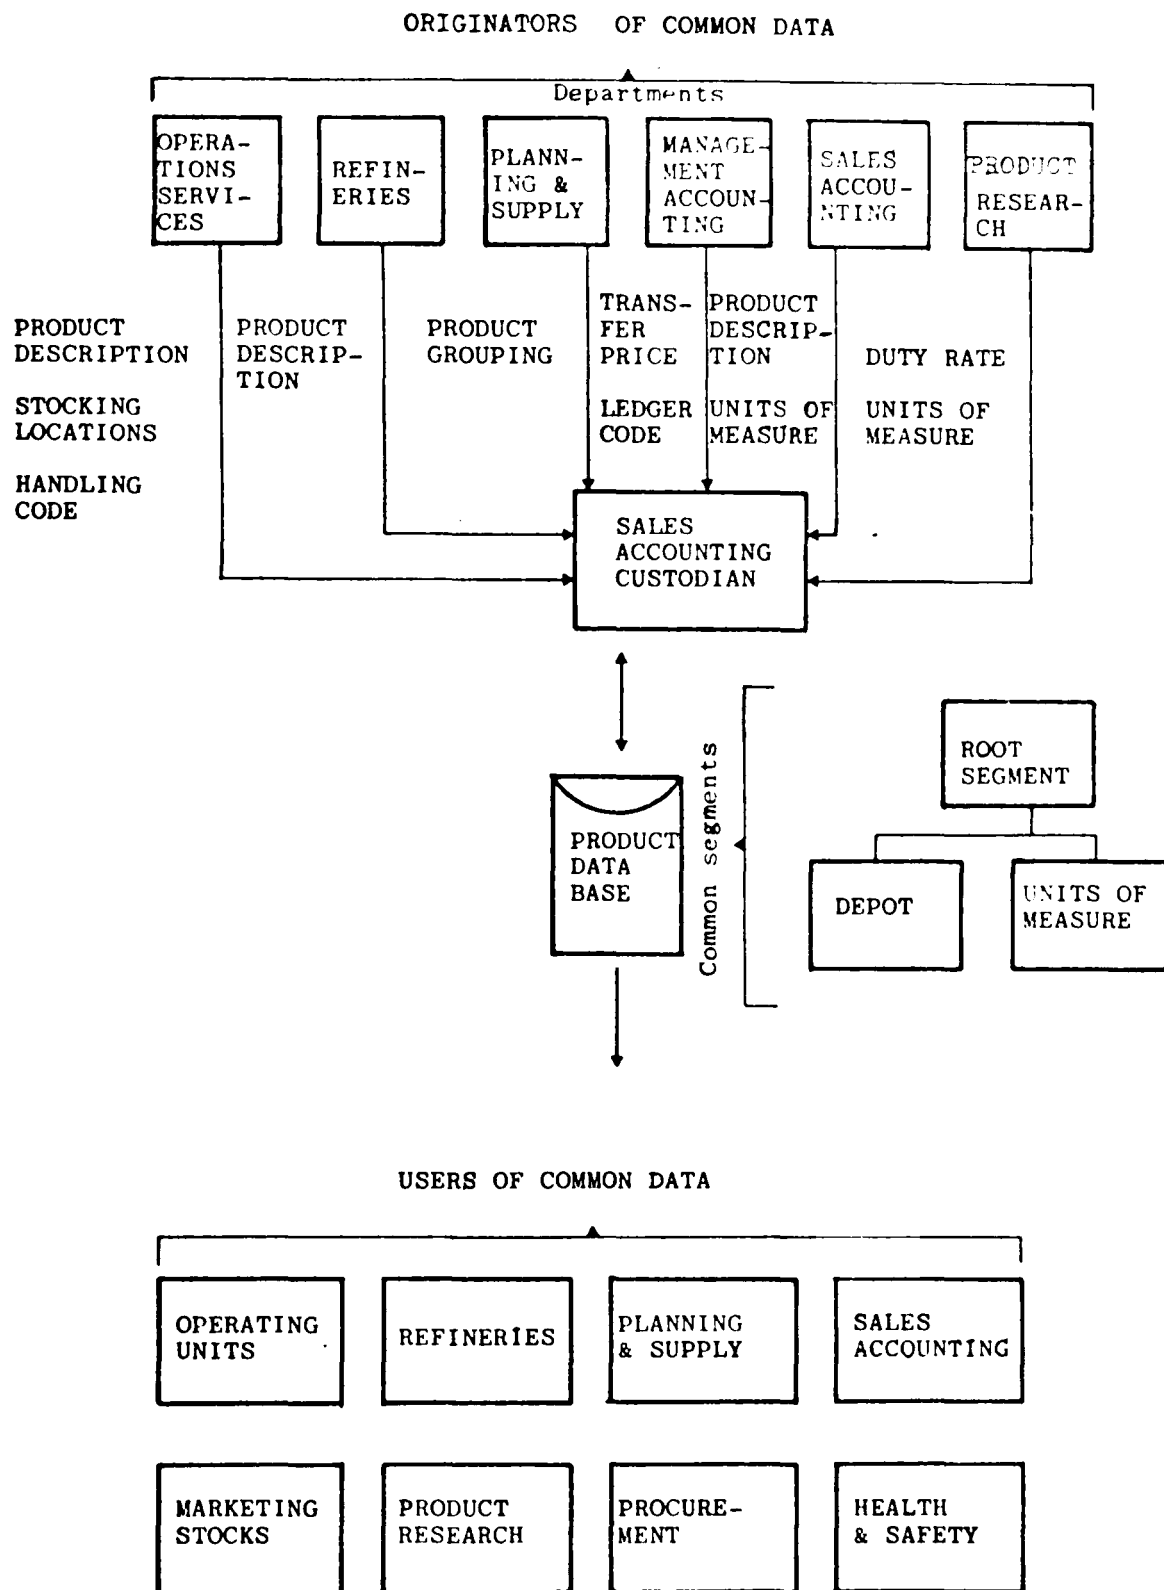 ORIGINATORS OF COMMON DATA
Departments
OPERA-
TIONS
SERVI-
CES
REFIN-
ERIES
PLANN-
ING &
SUPPLY
MANAGE-
MENT
ACCOUN-
TING
SALES
ACCOU-
NTING
PRODUCT
RESEAR-
CH
PRODUCT
DESCRIPTION
STOCKING
LOCATIONS
HANDLING
CODE
PRODUCT
DESCRIP-
TION
PRODUCT
GROUPING
TRANS-
FER
PRICE
LEDGER
CODE
PRODUCT
DESCRIP-
TION
UNITS OF
MEASURE
DUTY RATE
UNITS OF
MEASURE
SALES
ACCOUNTING
CUSTODIAN
PRODUCT
DATA
BASE
Common segments
ROOT
SEGMENT
DEPOT
UNITS OF
MEASURE
USERS OF COMMON DATA
OPERATING
UNITS
REFINERIES
PLANNING
& SUPPLY
SALES
ACCOUNTING
MARKETING
STOCKS
PRODUCT
RESEARCH
PROCURE-
MENT
HEALTH
& SAFETY